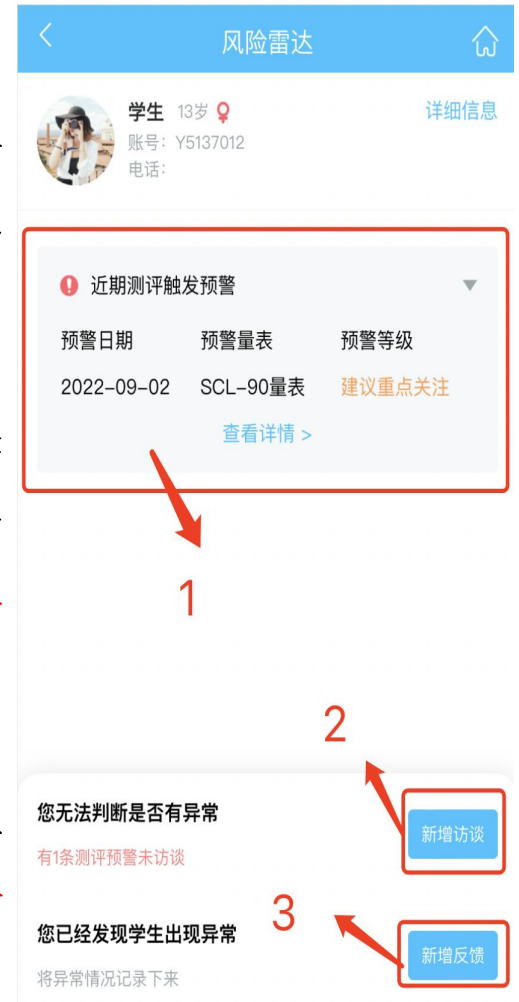 风险雷达
学生 13岁
详细信息
账号：Y5137012
电话：
近期测评触发预警
预警日期 预警量表 预警等级
2022-09-02 SCL-90量表 建议重点关注
查看详情 >
1
2
您无法判断是否有异常
新增访谈
有1条测评预警未访谈
3
您已经发现学生出现异常
新增反馈
将异常情况记录下来